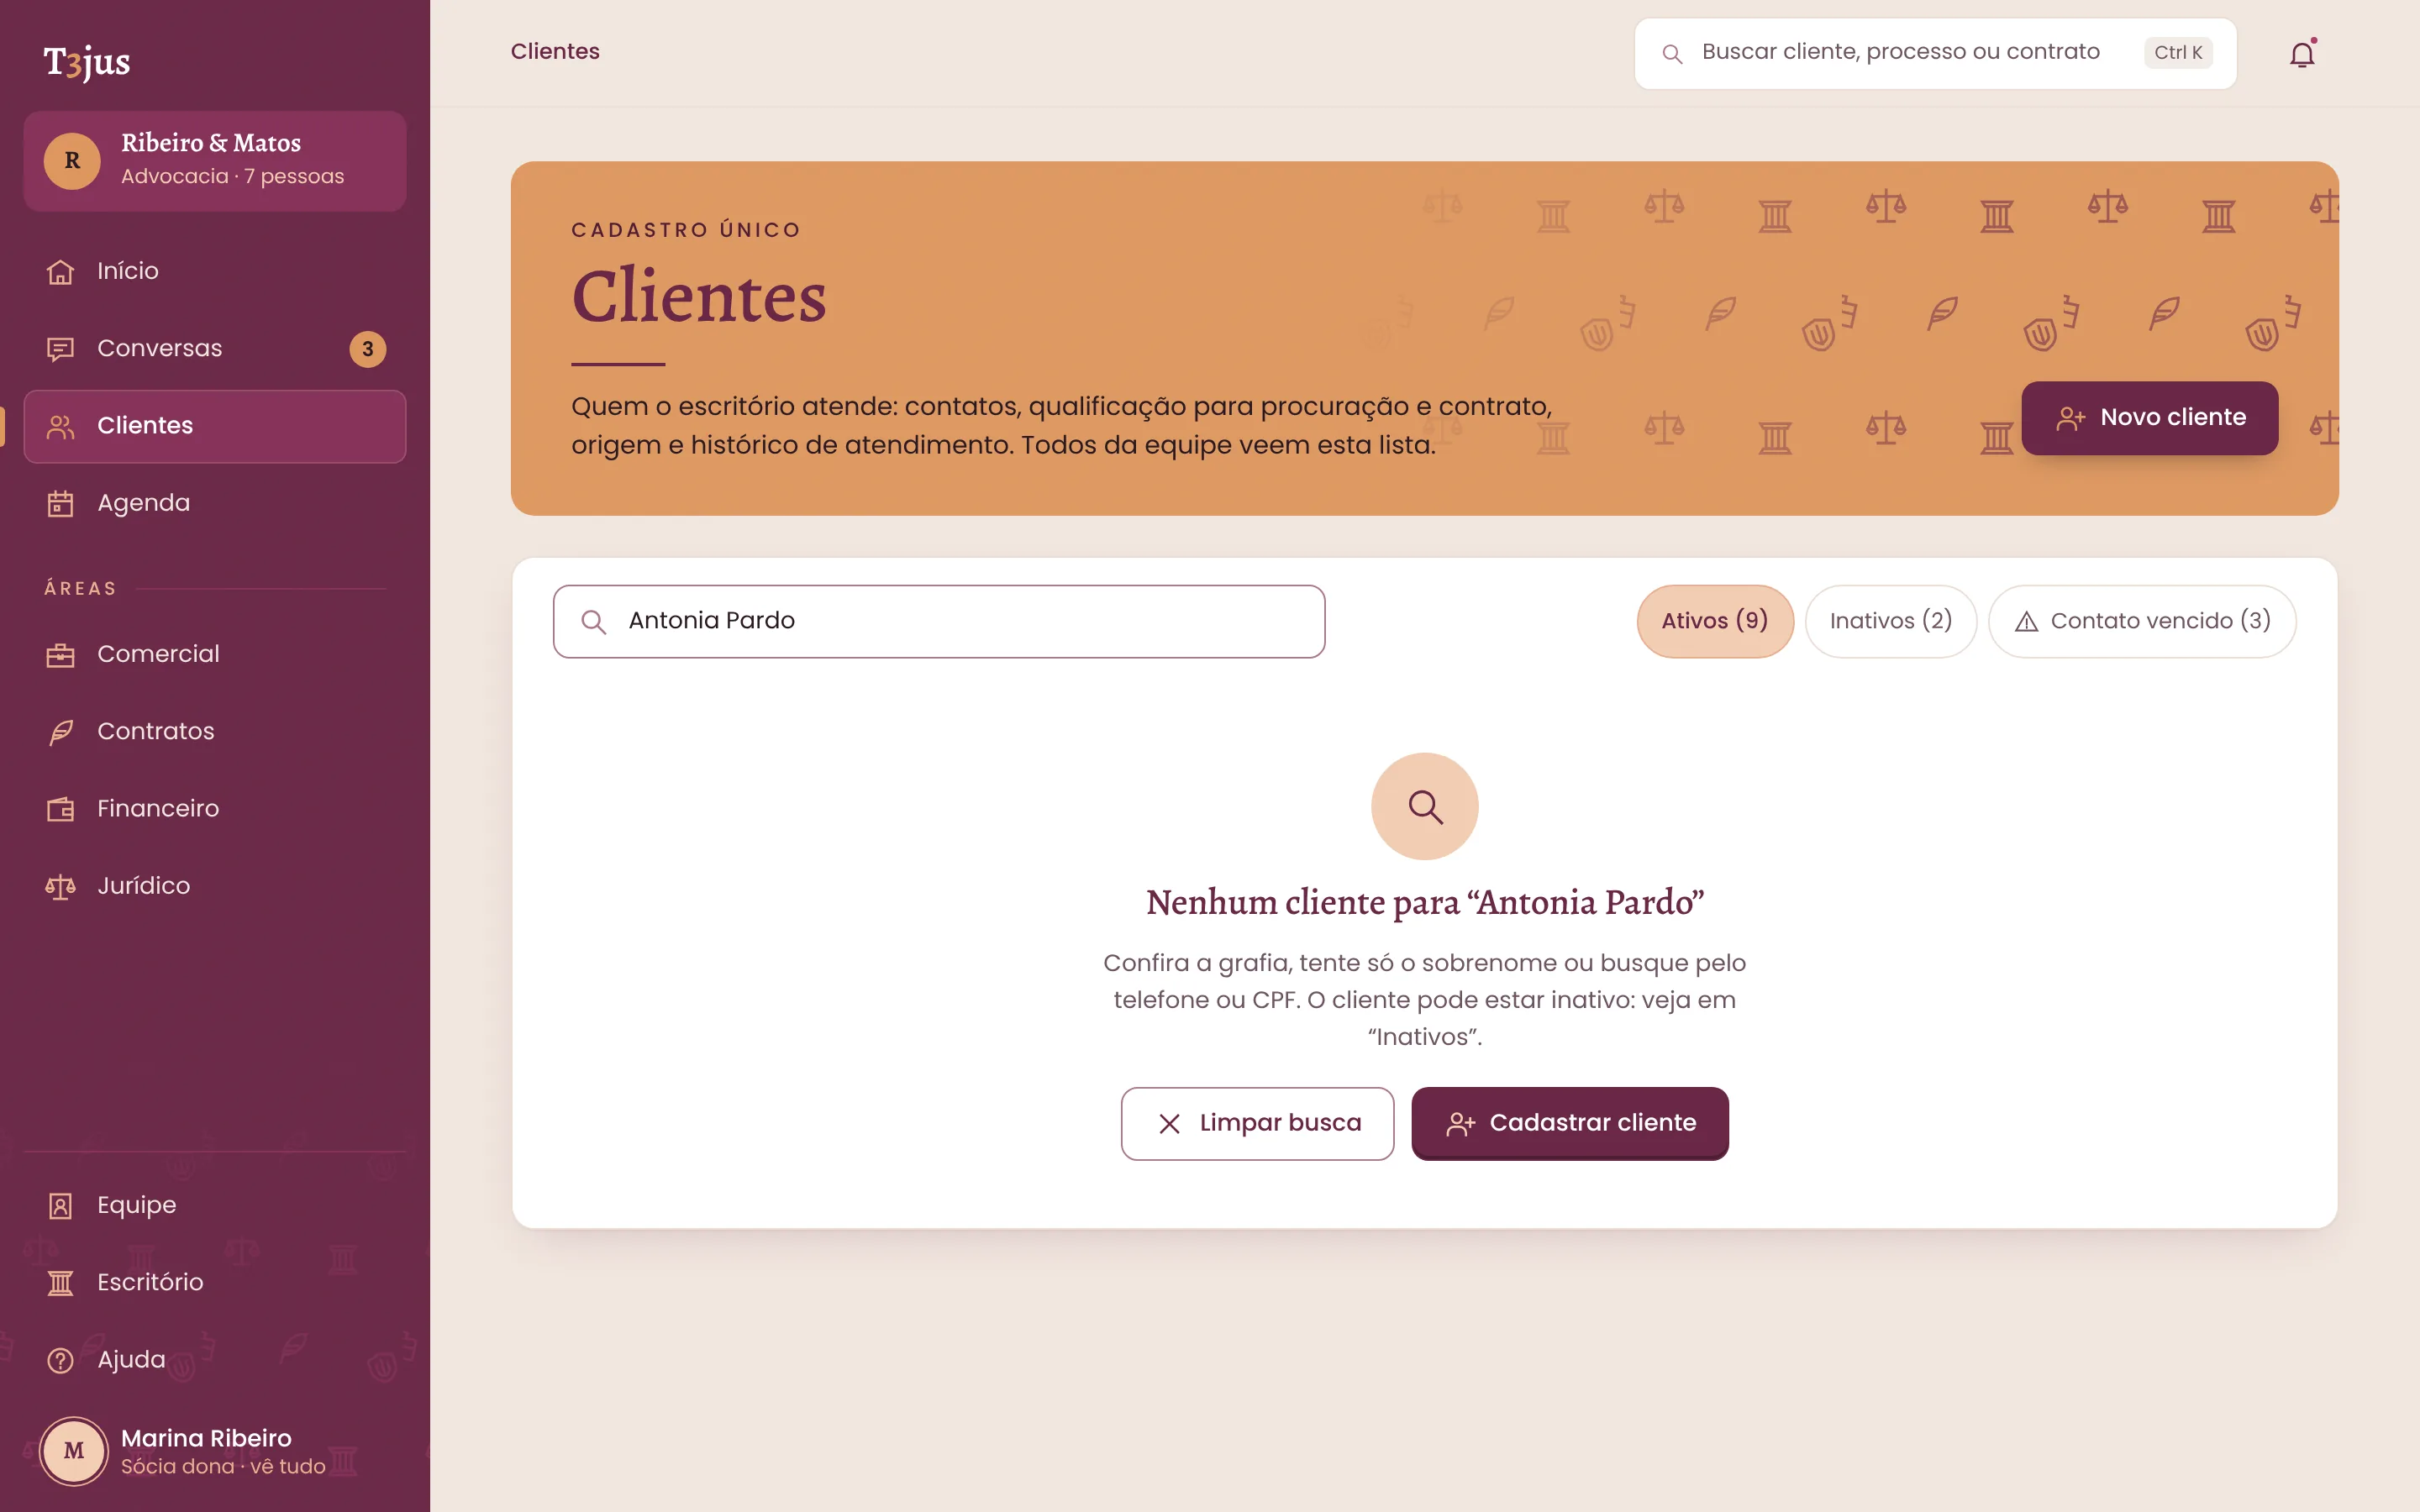 T3jus
R
Ribeiro & Matos
Advocacia · 7 pessoas
Início
Conversas
3
Clientes
Agenda
ÁREAS
Comercial
Contratos
Financeiro
Jurídico
Equipe
Escritório
Ajuda
M
Marina Ribeiro
Sócia dona · vê tudo
Clientes
Buscar cliente, processo ou contrato
Ctrl K
CADASTRO ÚNICO
Clientes
Quem o escritório atende: contatos, qualificação para procuração e contrato,
origem e histórico de atendimento. Todos da equipe veem esta lista.
Novo cliente
Antonia Pardo
Ativos (9)
Inativos (2)
Contato vencido (3)
Nenhum cliente para “Antonia Pardo”
Confira a grafia, tente só o sobrenome ou busque pelo
telefone ou CPF. O cliente pode estar inativo: veja em
“Inativos”.
Limpar busca
Cadastrar cliente